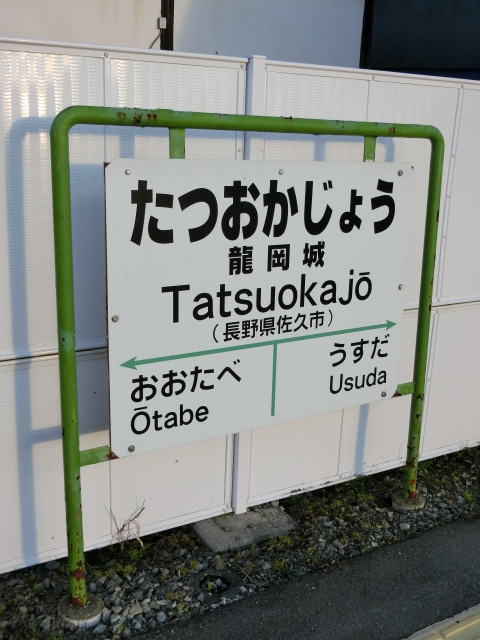 たつおかじょう
龍岡城
Tatsuokajō
（長野県佐久市）
おおたべ うすだ
Ōtabe Usuda